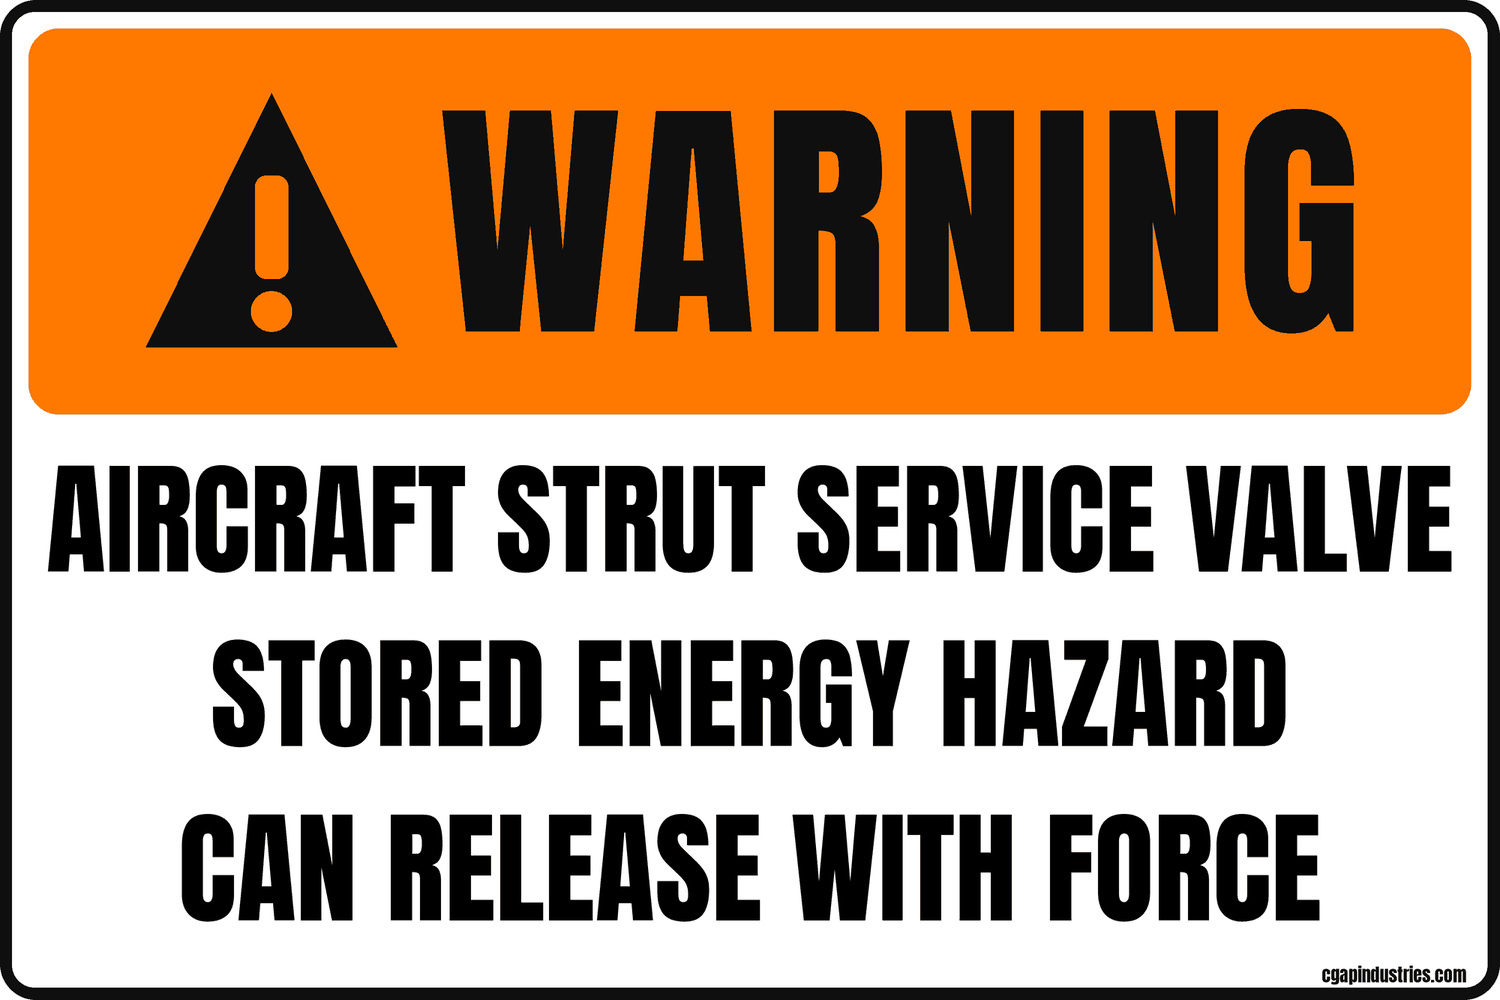 WARNING
AIRCRAFT STRUT SERVICE VALVE
STORED ENERGY HAZARD
CAN RELEASE WITH FORCE
cgapindustries.com